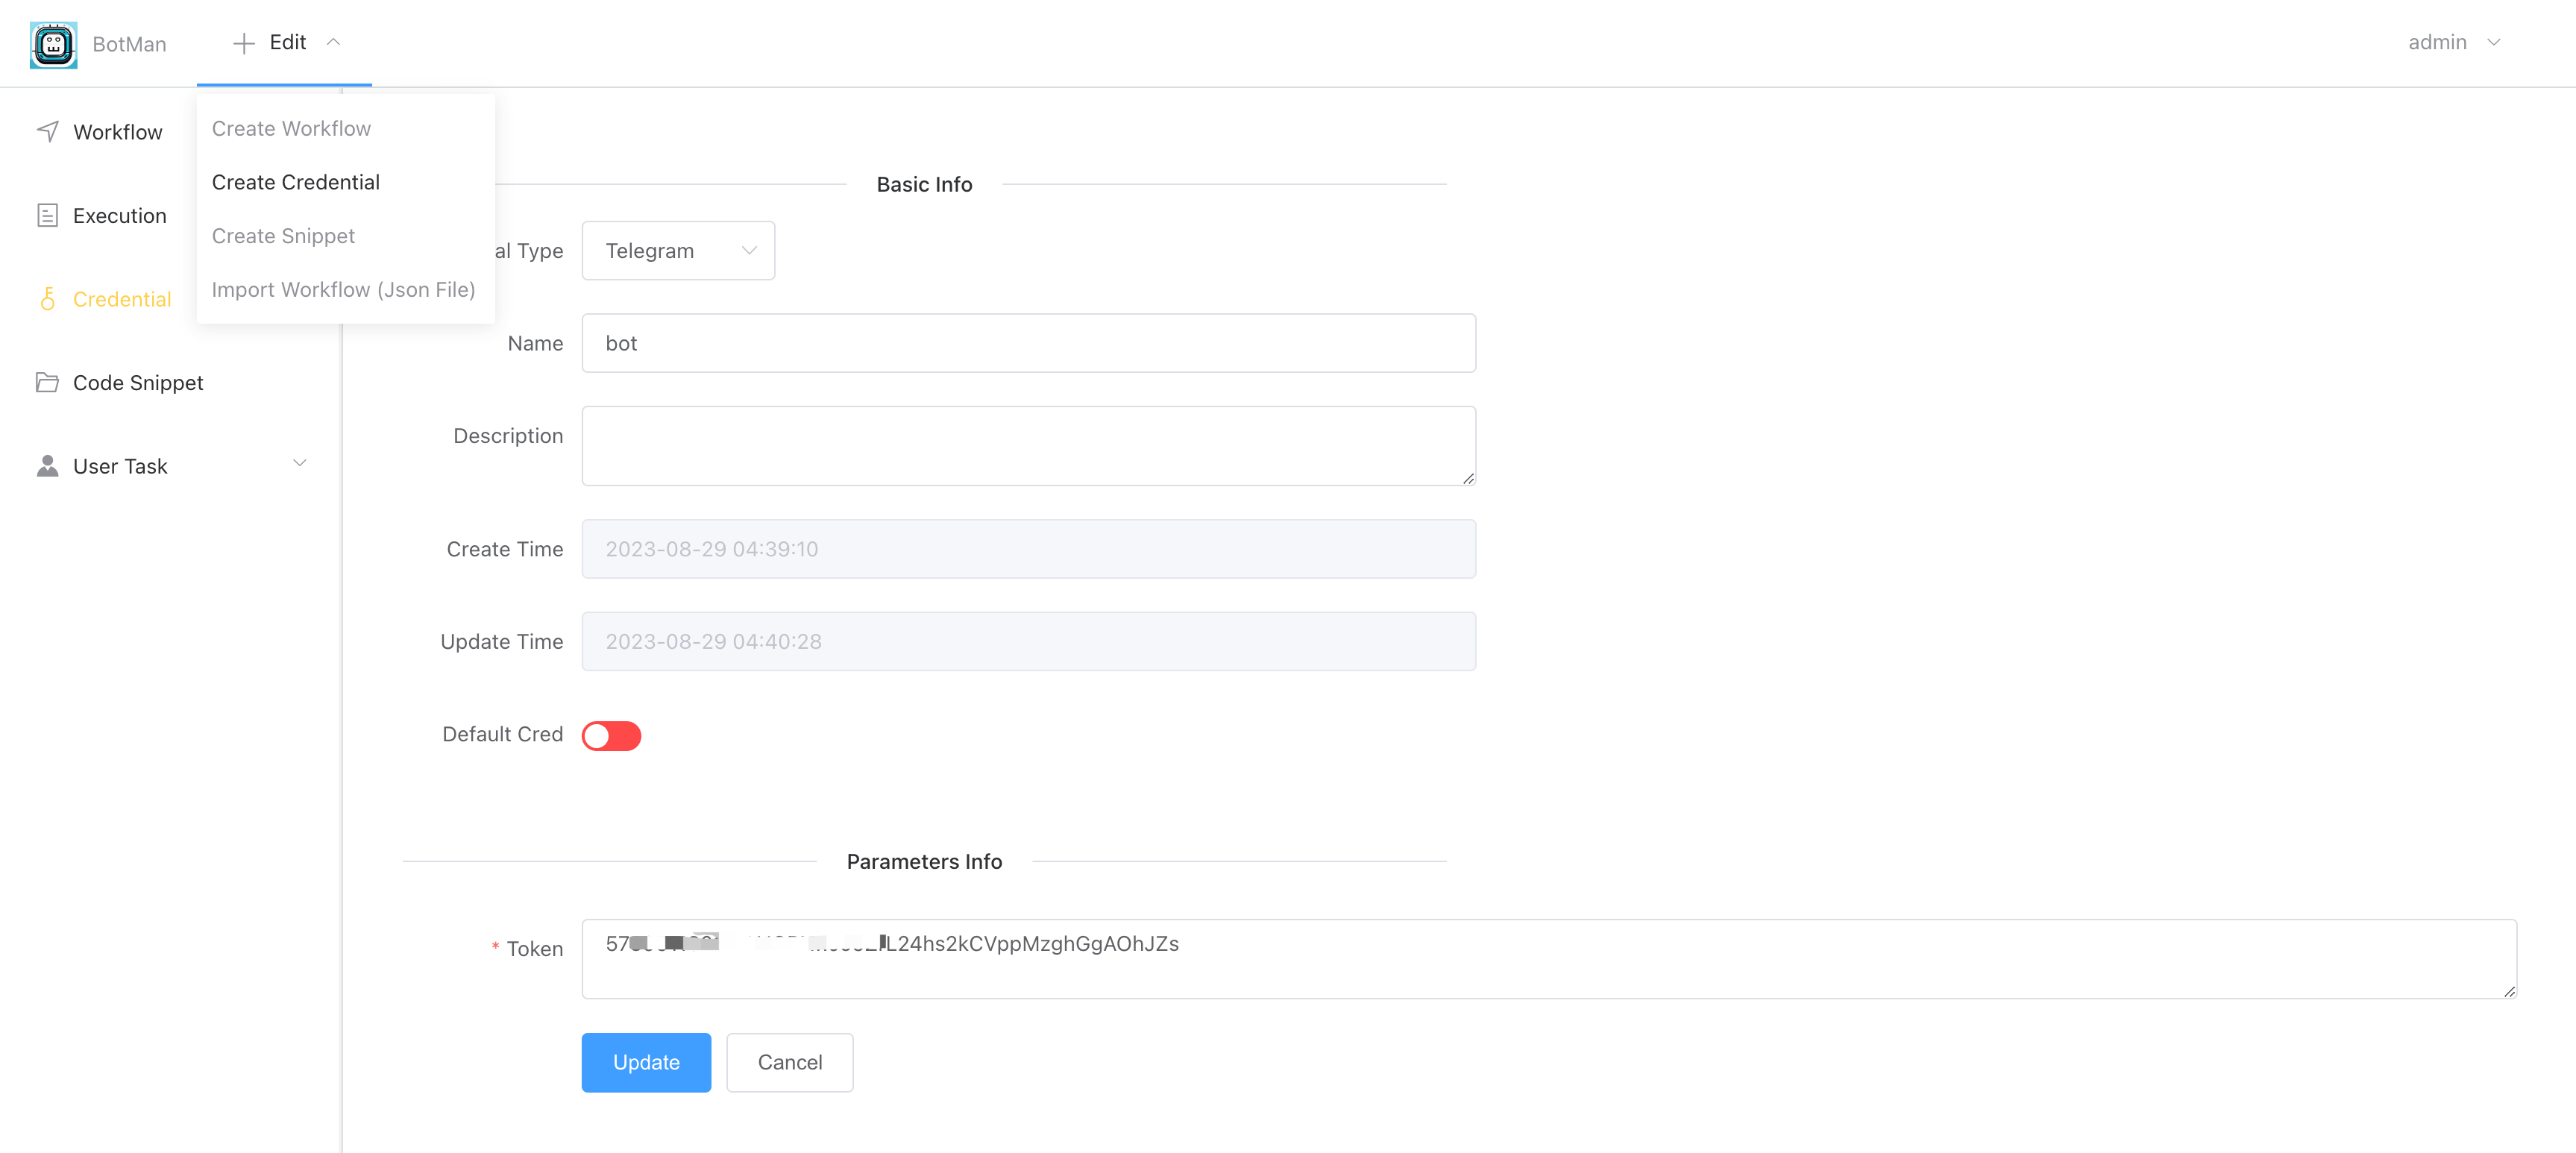 BotMan
Edit
admin
Workflow
Execution
Credential
Code Snippet
User Task
Create Workflow
Create Credential
Create Snippet
Import Workflow (Json File)
Basic Info
al Type
Telegram
Name
bot
Description
Create Time
2023-08-29 04:39:10
Update Time
2023-08-29 04:40:28
Default Cred
Parameters Info
* Token
L24hs2kCVppMzghGgAOhJZs
Update
Cancel